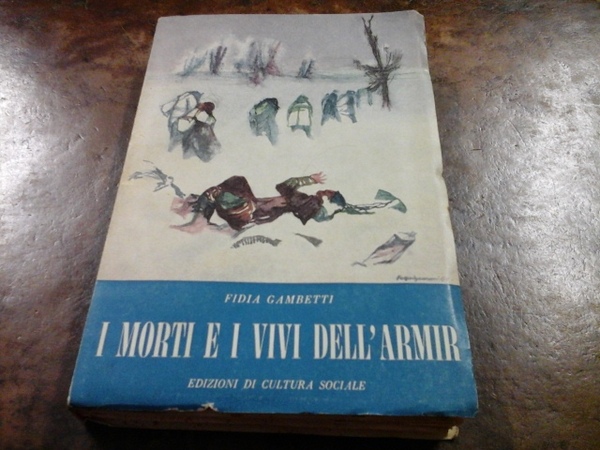 FIDIA GAMBETTI
I MORTI E I VIVI DELL'ARMIR
EDIZIONI DI CULTURA SOCIALE